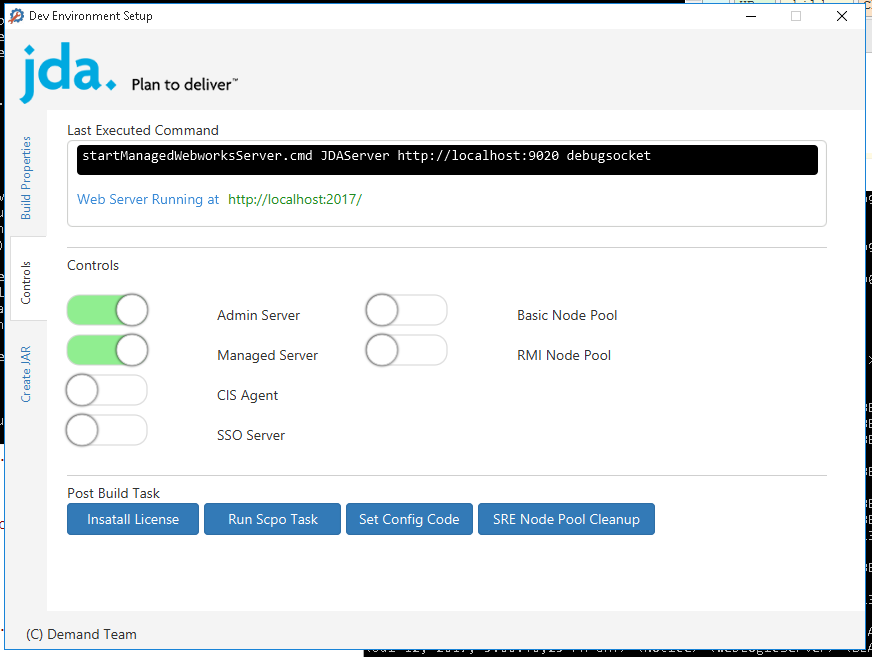 Dev Environment Setup
jda.
Plan to deliver™
Build Properties
Controls
Create JAR
Last Executed Command
startManagedWebworksServer.cmd JDAServer http://localhost:9020 debugsocket
Web Server Running at http://localhost:2017/
Controls
Admin Server Basic Node Pool
Managed Server RMI Node Pool
CIS Agent
SSO Server
Post Build Task
Insatall License Run Scpo Task Set Config Code SRE Node Pool Cleanup
(C) Demand Team